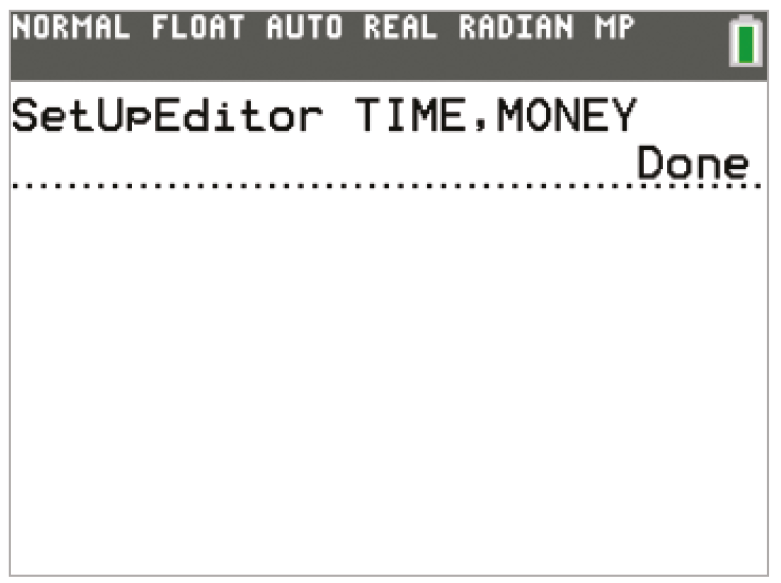 NORMAL FLOAT AUTO REAL RADIAN MP
SetUpEditor TIME,MONEY
Done